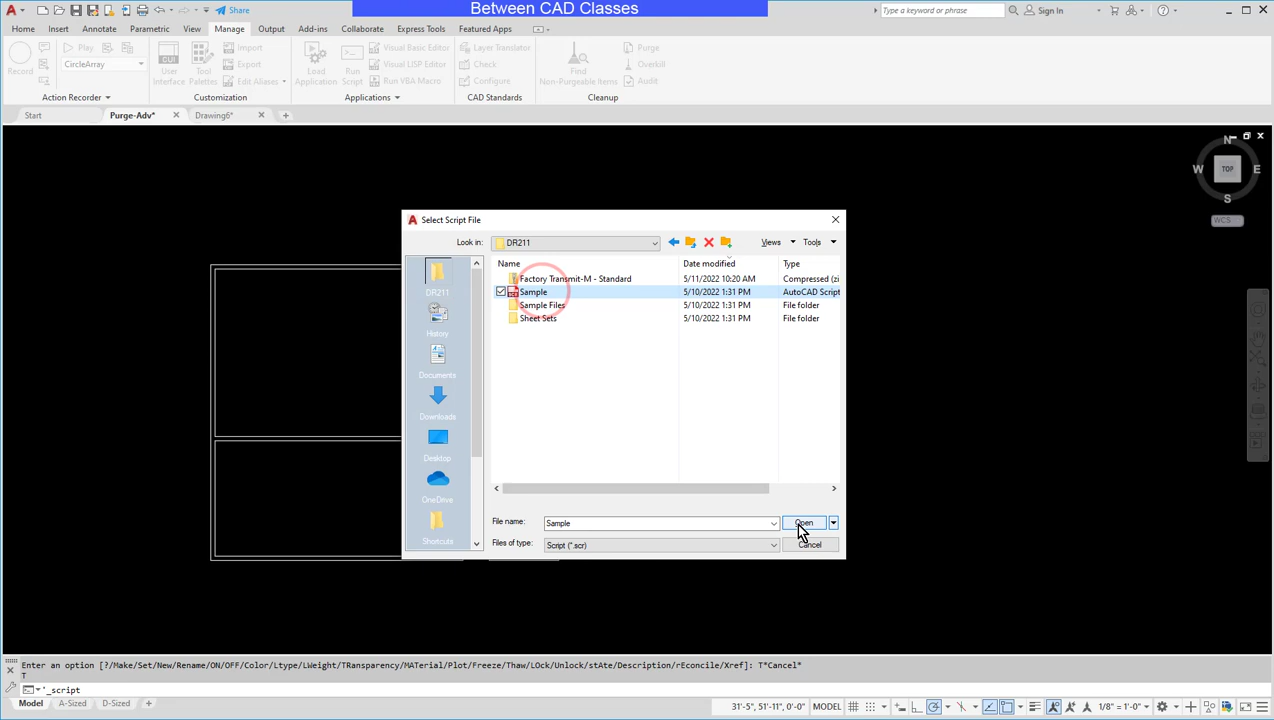 Between CAD Classes
Share
Type a keyword or phrase
Sign In
Home Insert Annotate Parametric View Manage Output Add-ins Collaborate Express Tools Featured Apps
Record
Play
CircleArray
Action Recorder
User Interface
Tool Palettes
Import
Export
Edit Aliases
Customization
Load Application
Run Script
Visual Basic Editor
Visual LISP Editor
Run VBA Macro
Applications
Layer Translator
Check
Configure
CAD Standards
Find Non-Purgeable Items
Purge
Overkill
Audit
Cleanup
Start Purge-Adv* Drawing6*
N
W TOP E
S
WCS
Select Script File
Look in: DR211 Views Tools
Name Date modified Type
Factory Transmit-M - Standard 5/11/2022 10:20 AM Compressed (zi
Sample 5/10/2022 1:31 PM AutoCAD Script
Sample Files 5/10/2022 1:31 PM File folder
Sheet Sets 5/10/2022 1:31 PM File folder
DR211
History
Documents
Downloads
Desktop
OneDrive
Shortcuts
File name: Sample Open
Files of type: Script (*.scr) Cancel
Enter an option [?/Make/Set/New/Rename/ON/OFF/Color/Ltype/LWeight/TRansparency/MATerial/Plot/Freeze/Thaw/LOck/Unlock/stAte/Description/rEconcile/Xref]: T*Cancel*
T
'_script
Model A-Sized D-Sized
31'-5", 51'-11", 0'-0" MODEL 1/8" = 1'-0"